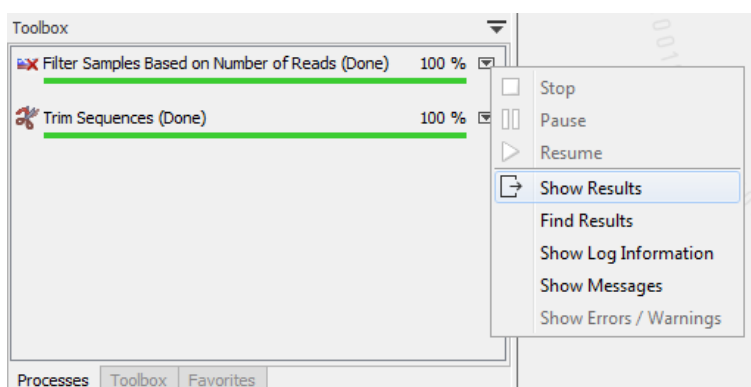 Toolbox
Filter Samples Based on Number of Reads (Done) 100 %
Trim Sequences (Done) 100 %
Stop
Pause
Resume
Show Results
Find Results
Show Log Information
Show Messages
Show Errors / Warnings
Processes Toolbox Favorites